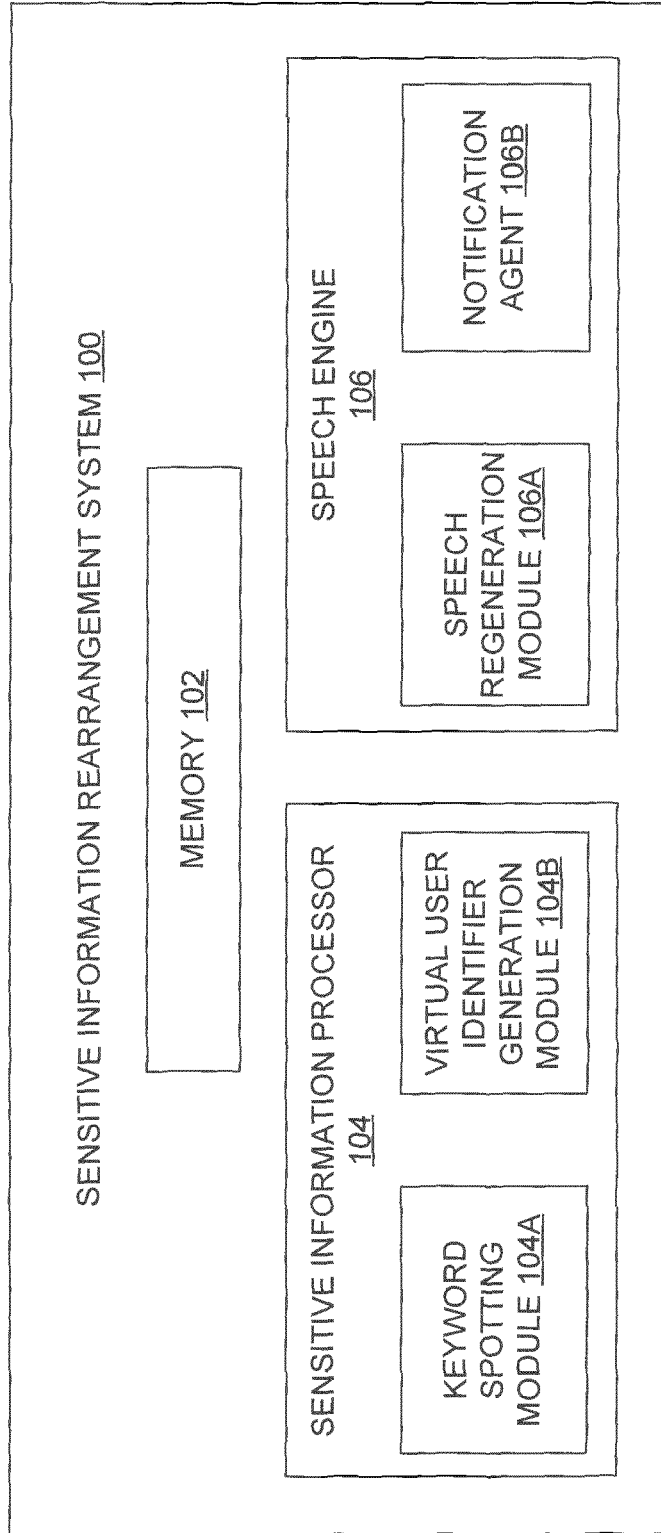 SENSITIVE INFORMATION REARRANGEMENT SYSTEM 100
MEMORY 102
SENSITIVE INFORMATION PROCESSOR
104
KEYWORD
SPOTTING
MODULE 104A
VIRTUAL USER
IDENTIFIER
GENERATION
MODULE 104B
SPEECH ENGINE
106
SPEECH
REGENERATION
MODULE 106A
NOTIFICATION
AGENT 106B